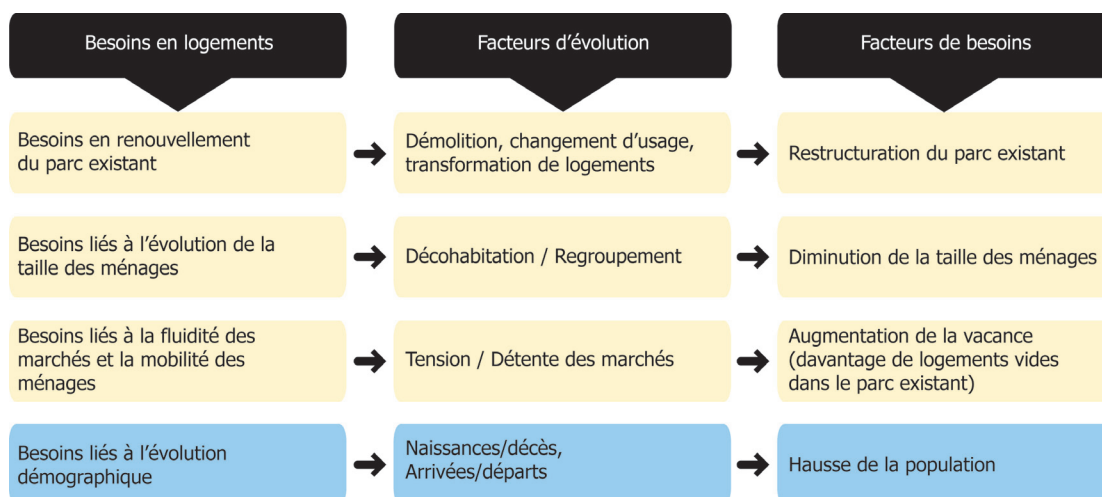 Besoins en logements
Facteurs d'évolution
Facteurs de besoins
Besoins en renouvellement
du parc existant
Démolition, changement d'usage,
transformation de logements
Restructuration du parc existant
Besoins liés à l'évolution de la
taille des ménages
Décohabitation / Regroupement
Diminution de la taille des ménages
Besoins liés à la fluidité des
marchés et la mobilité des
ménages
Tension / Détente des marchés
Augmentation de la vacance
(davantage de logements vides
dans le parc existant)
Besoins liés à l'évolution
démographique
Naissances/décès,
Arrivées/départs
Hausse de la population